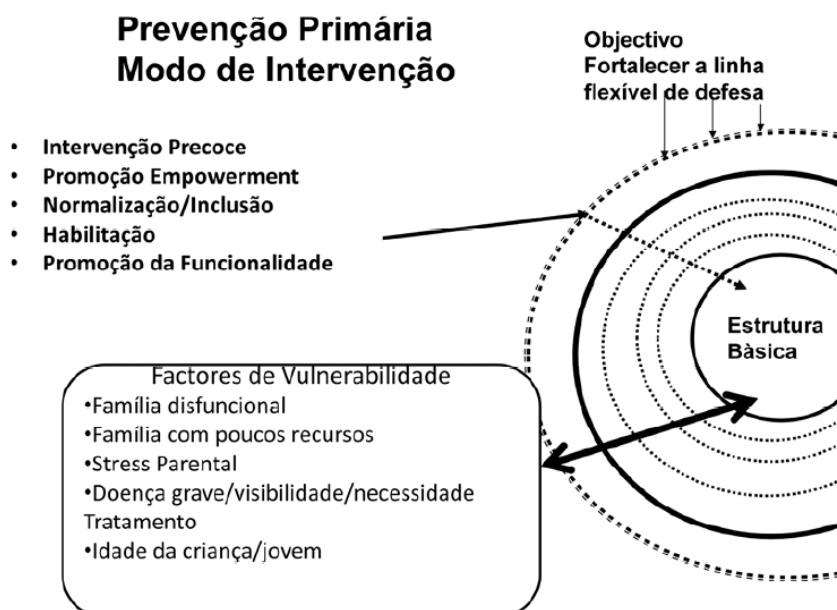 Prevenção Primária
Modo de Intervenção
Objectivo
Fortalecer a linha
flexível de defesa
• Intervenção Precoce
• Promoção Empowerment
• Normalização/Inclusão
• Habilitação
• Promoção da Funcionalidade
Estrutura
Bàsica
Factores de Vulnerabilidade
•Família disfuncional
•Família com poucos recursos
•Stress Parental
•Doença grave/visibilidade/necessidade
Tratamento
•Idade da criança/jovem